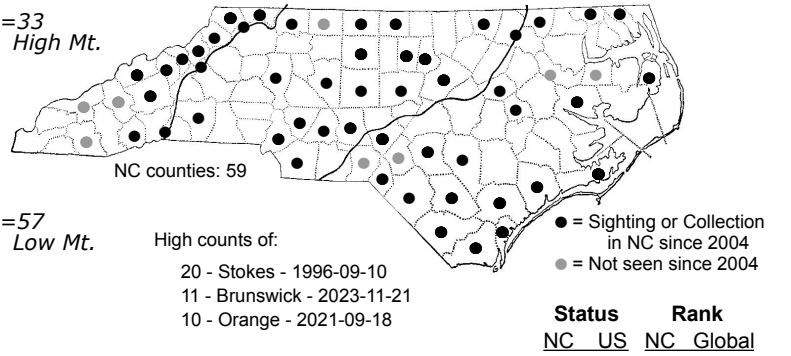 =33
High Mt.
NC counties: 59
=57
Low Mt.
High counts of:
20 - Stokes - 1996-09-10
11 - Brunswick - 2023-11-21
10 - Orange - 2021-09-18
= Sighting or Collection
in NC since 2004
= Not seen since 2004
Status Rank
NC US NC Global